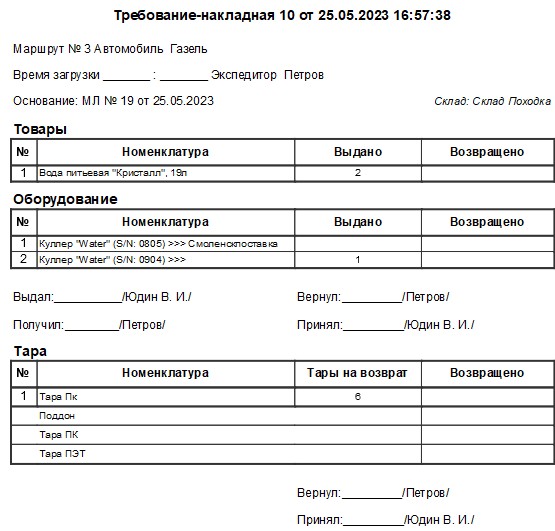 Требование-накладная 10 от 25.05.2023 16:57:38
Маршрут № 3 Автомобиль Газель
Время загрузки _______ : _______ Экспедитор Петров
Основание: МЛ № 19 от 25.05.2023 Склад: Склад Походка
Товары
№ Номенклатура Выдано Возвращено
1 Вода питьевая "Кристалл", 19л 2
Оборудование
№ Номенклатура Выдано Возвращено
1 Куллер "Water" (S/N: 0805) >>> Смоленскпоставка
2 Куллер "Water" (S/N: 0904) >>> 1
Выдал:__________/Юдин В. И./ Вернул:_________/Петров/
Получил:________/Петров/ Принял:_________/Юдин В. И./
Тара
№ Номенклатура Тары на возврат Возвращено
1 Тара Пк 6
Поддон
Тара ПК
Тара ПЭТ
Вернул:_________/Петров/
Принял:_________/Юдин В. И./